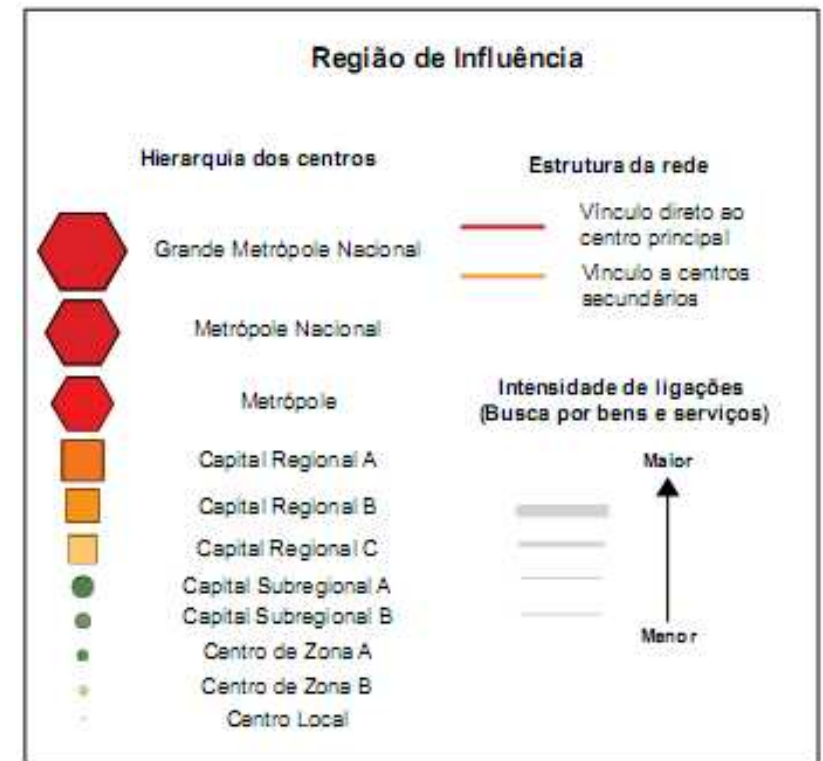 Região de Influência
Hierarquia dos centros
Grande Metrópole Nacional
Metrópole Nacional
Metrópole
Capital Regional A
Capital Regional B
Capital Regional C
Capital Subregional A
Capital Subregional B
Centro de Zona A
Centro de Zona B
Centro Local
Estrutura da rede
Vínculo direto ao
centro principal
Vínculo a centros
secundários
Intensidade de ligações
(Busca por bens e serviços)
Maior
Menor